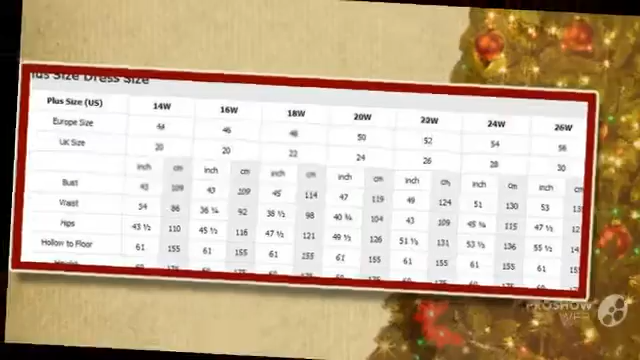 Plus Size Dress Size
Plus Size (US) 14W 16W 18W 20W 22W 24W 26W
Europe Size 44 46 48 50 52 54 56
UK Size 20 20 22 24 26 28 30
inch cm inch cm inch cm inch cm inch cm inch cm inch
Bust 43 109 43 109 45 114 47 119 49 124 51 130 53
Waist 34 86 36 ¼ 92 38 ½ 98 40 ¾ 104 43 109 45 ¾ 115 47 ½
Hips 43 ½ 110 45 ½ 116 47 ½ 121 49 ½ 126 51 ½ 131 53 ½ 136 55 ½
Hollow to Floor 61 155 61 155 61 155 61 155 61 155 61 155 61
PROSHOW
WEB